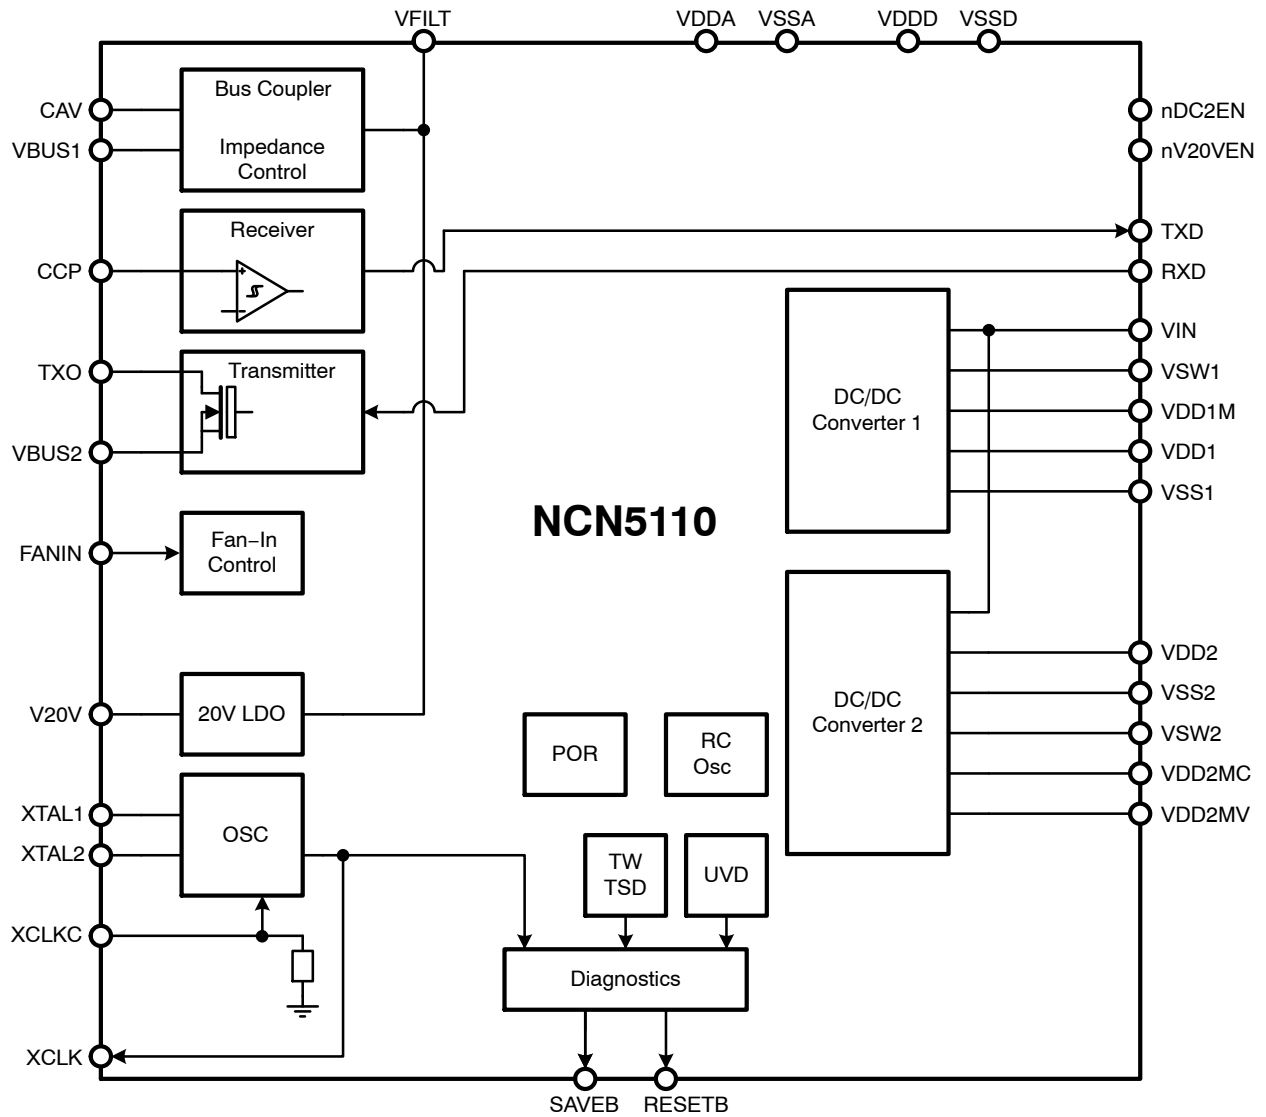 VFILT
VDDA
VSSA
VDDD
VSSD
CAV
VBUS1
CCP
TXO
VBUS2
FANIN
V20V
XTAL1
XTAL2
XCLKC
XCLK
Bus Coupler
Impedance
Control
Receiver
+
Transmitter
Fan-In
Control
20V LDO
OSC
NCN5110
POR
RC
Osc
TW
TSD
UVD
Diagnostics
DC/DC
Converter 1
DC/DC
Converter 2
nDC2EN
nV20VEN
TXD
RXD
VIN
VSW1
VDD1M
VDD1
VSS1
VDD2
VSS2
VSW2
VDD2MC
VDD2MV
SAVEB
RESETB